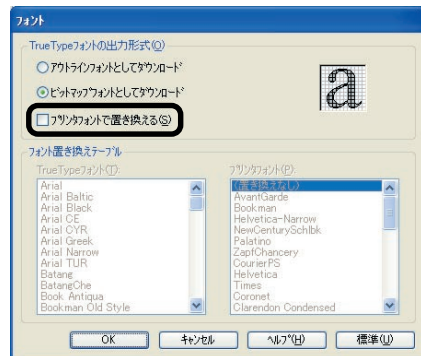 フォント
TrueTypeフォントの出力形式(O)
アウトラインフォントとしてダウンロード
ビットマップフォントとしてダウンロード
プリンタフォントで置き換える(S)
a
フォント置き換えテーブル
TrueTypeフォント(T): プリンタフォント(P):
Arial (置き換えなし)
Arial Baltic AvantGarde
Arial Black Bookman
Arial CE Helvetica-Narrow
Arial CYR NewCenturySchlbk
Arial Greek Palatino
Arial Narrow ZapfChancery
Arial TUR CourierPS
Batang Helvetica
BatangChe Times
Book Antiqua Coronet
Bookman Old Style Clarendon Condensed
OK キャンセル ヘルプ(H) 標準(U)